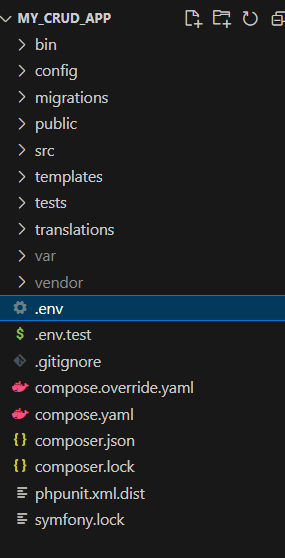 MY_CRUD_APP
bin
config
migrations
public
src
templates
tests
translations
var
vendor
.env
.env.test
.gitignore
compose.override.yaml
compose.yaml
composer.json
composer.lock
phpunit.xml.dist
symfony.lock